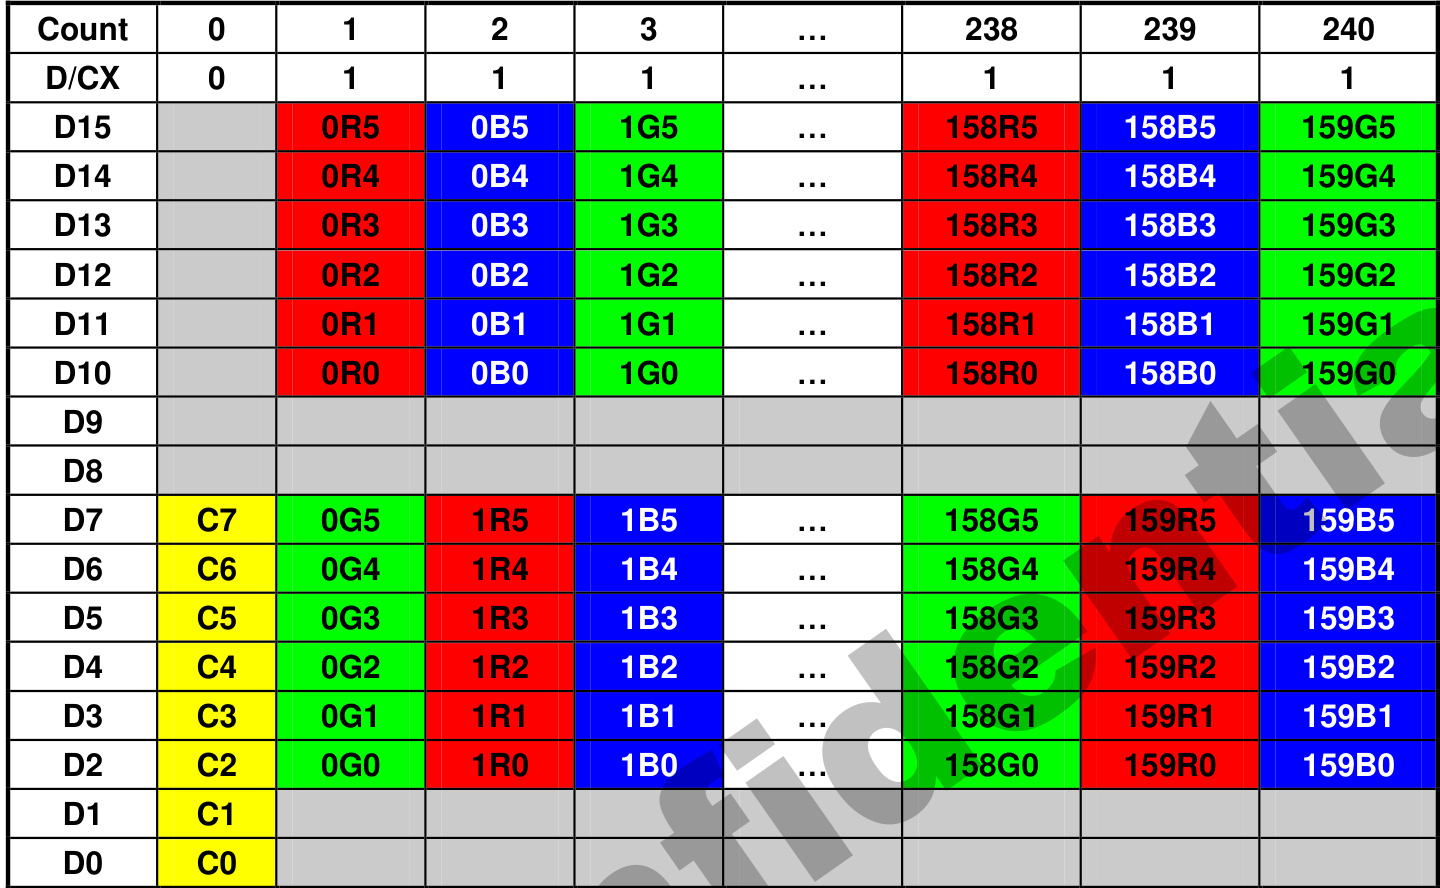 Count 0 1 2 3 ... 238 239 240
D/CX 0 1 1 1 ... 1 1 1
D15 0R5 0B5 1G5 ... 158R5 158B5 159G5
D14 0R4 0B4 1G4 ... 158R4 158B4 159G4
D13 0R3 0B3 1G3 ... 158R3 158B3 159G3
D12 0R2 0B2 1G2 ... 158R2 158B2 159G2
D11 0R1 0B1 1G1 ... 158R1 158B1 159G1
D10 0R0 0B0 1G0 ... 158R0 158B0 159G0
D9
D8
D7 C7 0G5 1R5 1B5 ... 158G5 159R5 159B5
D6 C6 0G4 1R4 1B4 ... 158G4 159R4 159B4
D5 C5 0G3 1R3 1B3 ... 158G3 159R3 159B3
D4 C4 0G2 1R2 1B2 ... 158G2 159R2 159B2
D3 C3 0G1 1R1 1B1 ... 158G1 159R1 159B1
D2 C2 0G0 1R0 1B0 ... 158G0 159R0 159B0
D1 C1
D0 C0
fidentia